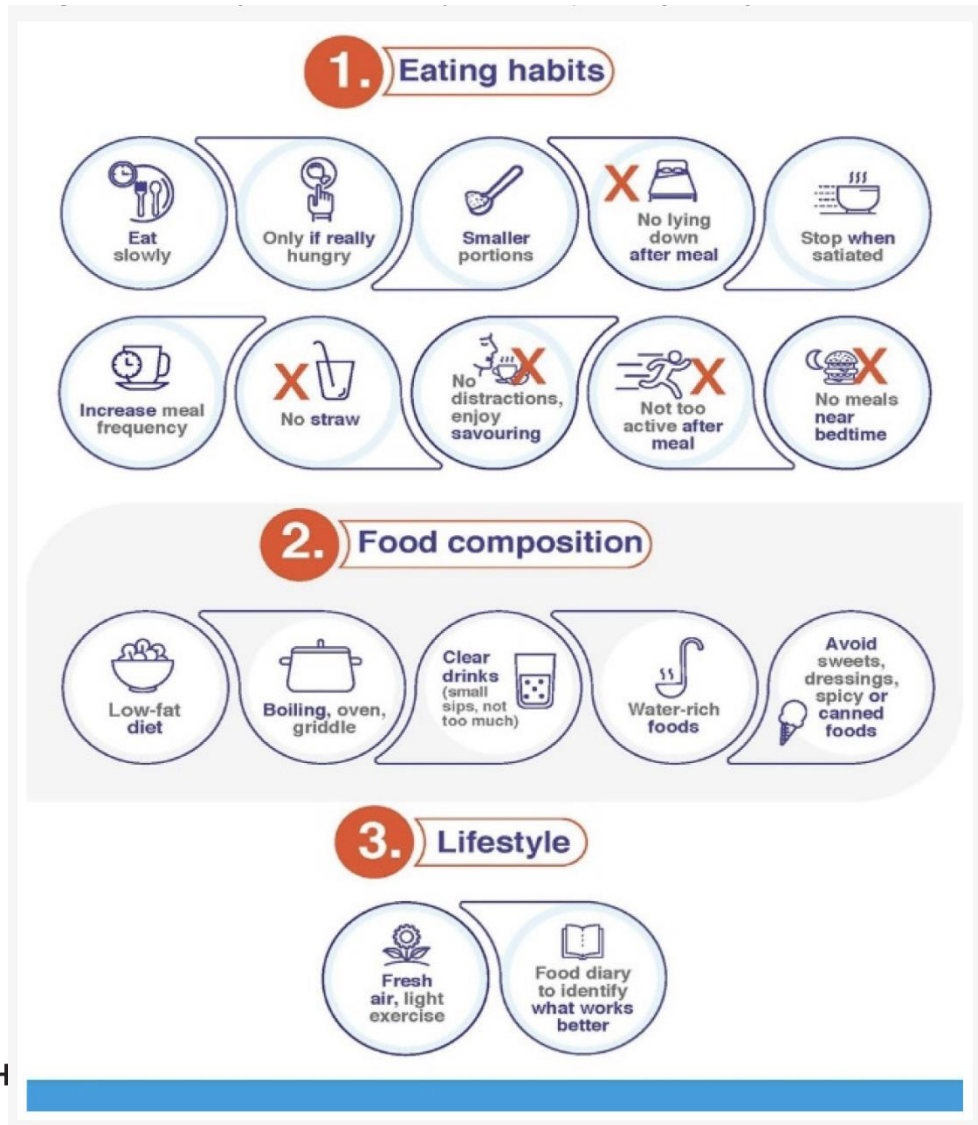 1. Eating habits
Eat
slowly
Only if really
hungry
Smaller
portions
X
No lying
down
after meal
Stop when
satiated
Increase meal
frequency
X
No straw
X
No
distractions,
enjoy
savouring
X
Not too
active after
meal
X
No meals
near
bedtime
2. Food composition
Low-fat
diet
Boiling, oven,
griddle
Clear
drinks
(small
sips, not
too much)
Water-rich
foods
Avoid
sweets,
dressings,
spicy or
canned
foods
3. Lifestyle
Fresh
air, light
exercise
Food diary
to identify
what works
better
H